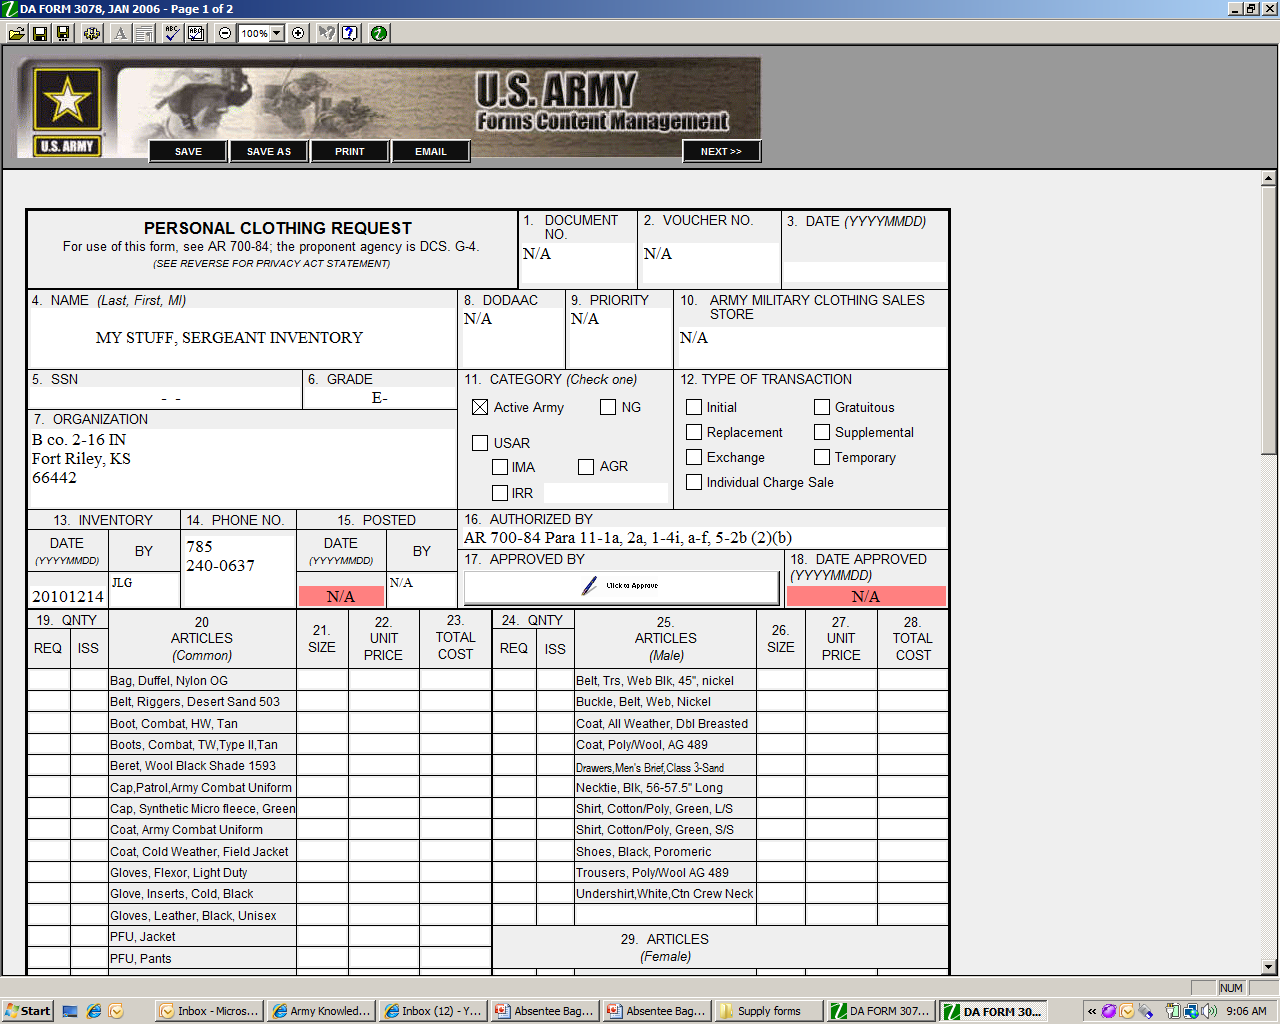 DA FORM 3078, JAN 2006 - Page 1 of 2
100%
U.S. ARMY
U.S. ARMY
Forms Content Management
SAVE
SAVE AS
PRINT
EMAIL
NEXT >>
PERSONAL CLOTHING REQUEST
For use of this form, see AR 700-84; the proponent agency is DCS. G-4.
(SEE REVERSE FOR PRIVACY ACT STATEMENT)
1. DOCUMENT
NO.
N/A
2. VOUCHER NO.
N/A
3. DATE (YYYYMMDD)
4. NAME (Last, First, MI)
MY STUFF, SERGEANT INVENTORY
8. DODAAC
N/A
9. PRIORITY
N/A
10. ARMY MILITARY CLOTHING SALES
STORE
N/A
5. SSN
- -
6. GRADE
E-
7. ORGANIZATION
B co. 2-16 IN
Fort Riley, KS
66442
11. CATEGORY (Check one)
Active Army
NG
USAR
IMA
AGR
IRR
12. TYPE OF TRANSACTION
Initial
Gratuitous
Replacement
Supplemental
Exchange
Temporary
Individual Charge Sale
13. INVENTORY
DATE
(YYYYMMDD)
BY
20101214
JLG
14. PHONE NO.
785
240-0637
15. POSTED
DATE
(YYYYMMDD)
BY
N/A
N/A
16. AUTHORIZED BY
AR 700-84 Para 11-1a, 2a, 1-4i, a-f, 5-2b (2)(b)
17. APPROVED BY
Click to Approve
18. DATE APPROVED
(YYYYMMDD)
N/A
19. QNTY
REQ
ISS
20
ARTICLES
(Common)
21.
SIZE
22.
UNIT
PRICE
23.
TOTAL
COST
24. QNTY
REQ
ISS
25.
ARTICLES
(Male)
26.
SIZE
27.
UNIT
PRICE
28.
TOTAL
COST
Bag, Duffel, Nylon OG
Belt, Riggers, Desert Sand 503
Boot, Combat, HW, Tan
Boots, Combat, TW,Type II,Tan
Beret, Wool Black Shade 1593
Cap,Patrol,Army Combat Uniform
Cap, Synthetic Micro fleece, Green
Coat, Army Combat Uniform
Coat, Cold Weather, Field Jacket
Gloves, Flexor, Light Duty
Glove, Inserts, Cold, Black
Gloves, Leather, Black, Unisex
PFU, Jacket
PFU, Pants
Belt, Trs, Web Blk, 45", nickel
Buckle, Belt, Web, Nickel
Coat, All Weather, Dbl Breasted
Coat, Poly/Wool, AG 489
Drawers,Men's Brief,Class 3-Sand
Necktie, Blk, 56-57.5" Long
Shirt, Cotton/Poly, Green, L/S
Shirt, Cotton/Poly, Green, S/S
Shoes, Black, Poromeric
Trousers, Poly/Wool AG 489
Undershirt,White,Ctn Crew Neck
29. ARTICLES
(Female)
NUM
Start
Inbox - Micros...
Army Knowled...
Inbox (12) - Y...
Absentee Bag...
Absentee Bag...
Supply forms
DA FORM 307...
DA FORM 30...
9:06 AM